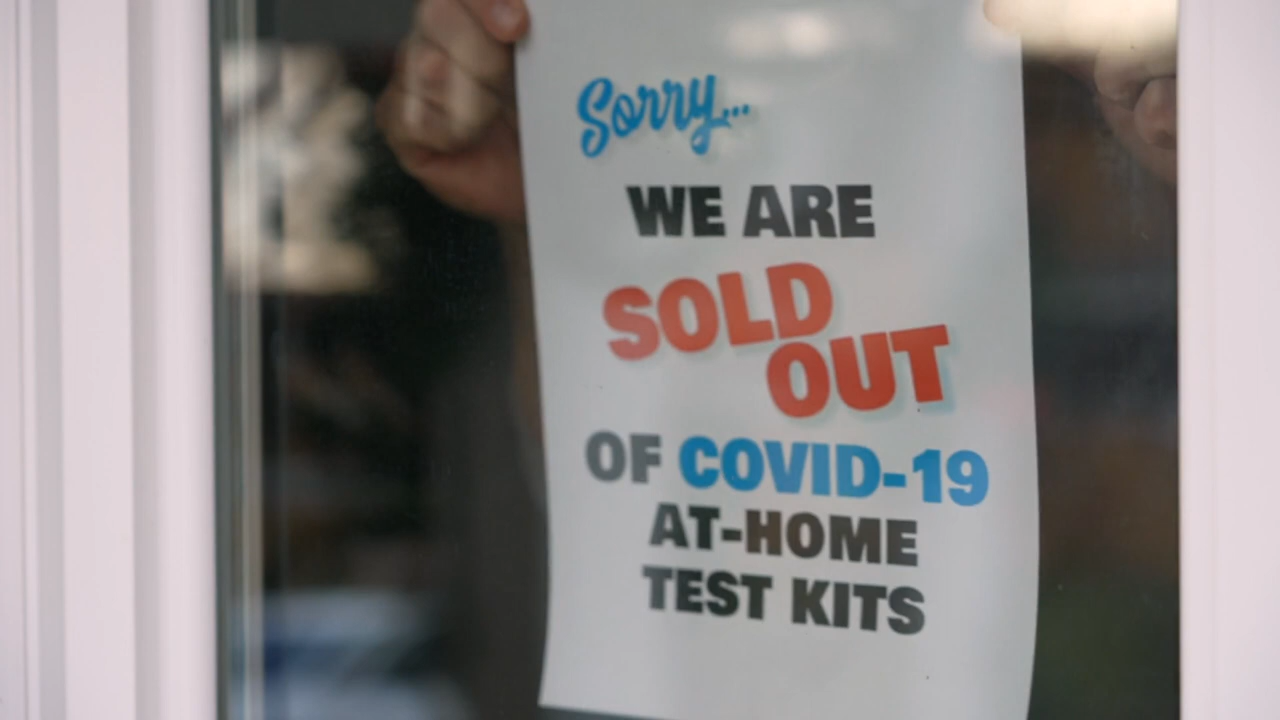 Sorry...
WE ARE
SOLD
OUT
OF COVID-19
AT-HOME
TEST KITS